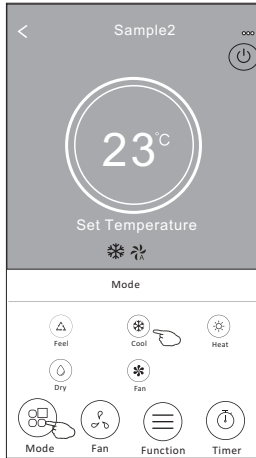 Sample2
23°C
Set Temperature
A
Mode
Feel Cool Heat
Dry Fan
Mode Fan Function Timer